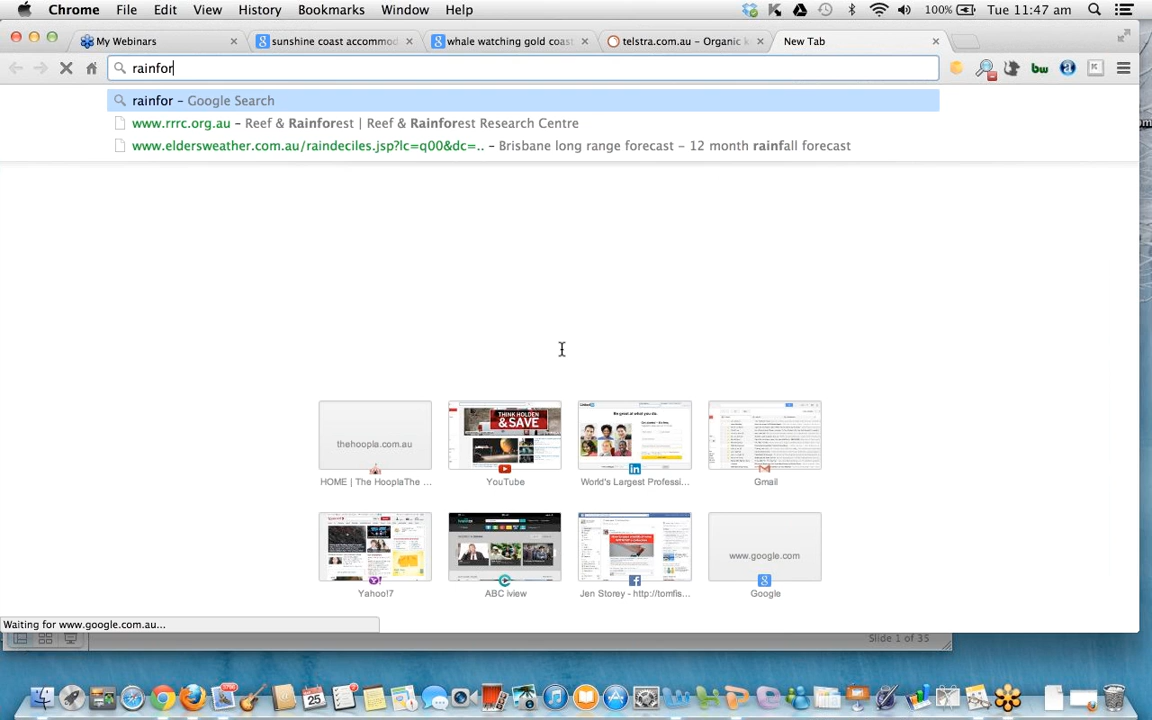 Chrome File Edit View History Bookmarks Window Help 100% Tue 11:47 am
My Webinars sunshine coast accommod whale watching gold coast telstra.com.au – Organic k New Tab
rainfor bw
rainfor – Google Search
www.rrrc.org.au – Reef & Rainforest | Reef & Rainforest Research Centre
www.eldersweather.com.au/raindeciles.jsp?lc=q00&dc=.. – Brisbane long range forecast – 12 month rainfall forecast
thehoopla.com.au THINK HOLDEN & SAVE
HOME | The HooplaThe ... YouTube World's Largest Professi... Gmail
www.google.com
Yahoo!7 ABC iview Jen Storey – http://tomfis... Google
Waiting for www.google.com.au...
Slide 1 of 35
25